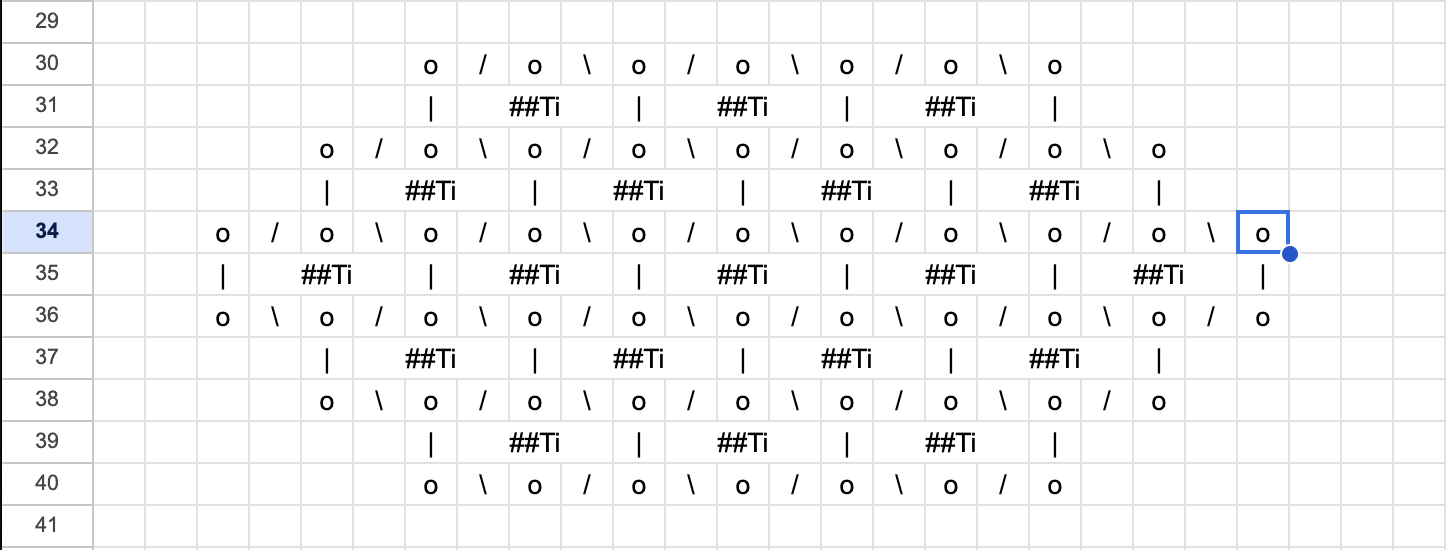 29
30 o / o \ o / o \ o / o \ o
31 | ##Ti | ##Ti | ##Ti |
32 o / o \ o / o \ o / o \ o / o \ o
33 | ##Ti | ##Ti | ##Ti | ##Ti |
34 o / o \ o / o \ o / o \ o / o \ o / o \ o
35 | ##Ti | ##Ti | ##Ti | ##Ti | ##Ti |
36 o \ o / o \ o / o \ o / o \ o / o \ o / o
37 | ##Ti | ##Ti | ##Ti | ##Ti |
38 o \ o / o \ o / o \ o / o \ o / o
39 | ##Ti | ##Ti | ##Ti |
40 o \ o / o \ o / o \ o / o
41